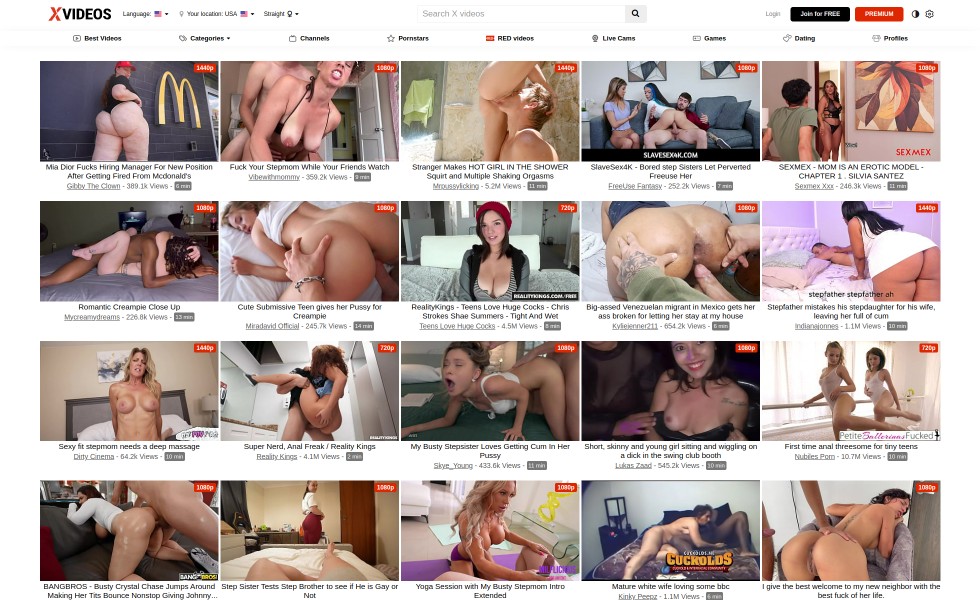 XVIDEOS
Language:
Your location: USA
Straight
Search X videos
Login
Join for FREE
PREMIUM
Best Videos
Categories
Channels
Pornstars
RED videos
Live Cams
Games
Dating
Profiles
1440p
1080p
1440p
1080p
1080p
SLAVESEX4K.COM
SEXMEX
Mia Dior Fucks Hiring Manager For New Position
After Getting Fired From Mcdonald's
Gibby The Clown - 389.1k Views - 6 min
Fuck Your Stepmom While Your Friends Watch
Vibewithmommy - 359.2k Views - 9 min
Stranger Makes HOT GIRL IN THE SHOWER
Squirt and Multiple Shaking Orgasms
Mroussylicking - 5.2M Views - 11 min
SlaveSex4K - Bored step Sisters Let Perverted
Freeuse Her
FreeUse Fantasy - 252.2k Views - 7 min
SEXMEX - MOM IS AN EROTIC MODEL -
CHAPTER 1 . SILVIA SANTEZ
Sexmex Xxx - 246.3k Views - 11 min
1080p
1080p
720p
1080p
1440p
REALITYKINGS.COM/FREE
stepfather stepfather ah
Romantic Creampie Close Up
Mycreamydreams - 226.8k Views - 13 min
Cute Submissive Teen gives her Pussy for
Creampie
Miradavid Official - 245.7k Views - 14 min
RealityKings - Teens Love Huge Cocks - Chris
Strokes Shae Summers - Tight And Wet
Teens Love Huge Cocks - 4.5M Views - 8 min
Big-assed Venezuelan migrant in Mexico gets her
ass broken for letting her stay at my house
Kyliejenner211 - 654.2k Views - 6 min
Stepfather mistakes his stepdaughter for his wife,
leaving her full of cum
Indianajonnes - 1.1M Views - 10 min
1440p
720p
1080p
1080p
720p
REALITYKINGS
PetiteBallerinasFucked
Sexy fit stepmom needs a deep massage
Dirty Cinema - 64.2k Views - 10 min
Super Nerd, Anal Freak / Reality Kings
Reality Kings - 4.1M Views - 2 min
My Busty Stepsister Loves Getting Cum In Her
Pussy
Skye_Young - 433.6k Views - 11 min
Short, skinny and young girl sitting and wiggling on
a dick in the swing club booth
Lukas Zaad - 545.2k Views - 10 min
First time anal threesome for tiny teens
Nubiles Porn - 10.7M Views - 10 min
1080p
1080p
1080p
1080p
BANGBROS!
CUCKOLDS
BANGBROS - Busty Crystal Chase Jumps Around
Making Her Tits Bounce Nonstop Giving Johnny...
Step Sister Tests Step Brother to see if He is Gay or
Not
Yoga Session with My Busty Stepmom Intro
Extended
Mature white wife loving some bbc
Kinky Peepz - 1.1M Views - 6 min
I give the best welcome to my new neighbor with the
best fuck of her life.